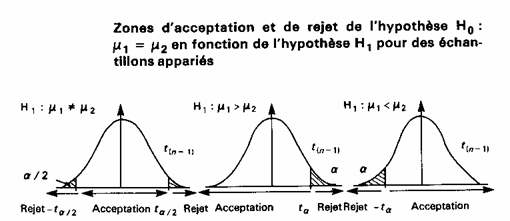 Zones d'acceptation et de rejet de l'hypothèse H₀ :
μ₁ = μ₂ en fonction de l'hypothèse H₁ pour des échan-
tillons appariés
H₁ : μ₁ ≠ μ₂
H₁ : μ₁ > μ₂
H₁ : μ₁ < μ₂
α/2 t(n−1)
t(n−1) α
α t(n−1)
Rejet −tα/2 Acceptation tα/2 Rejet
Acceptation tα Rejet
Rejet −tα Acceptation